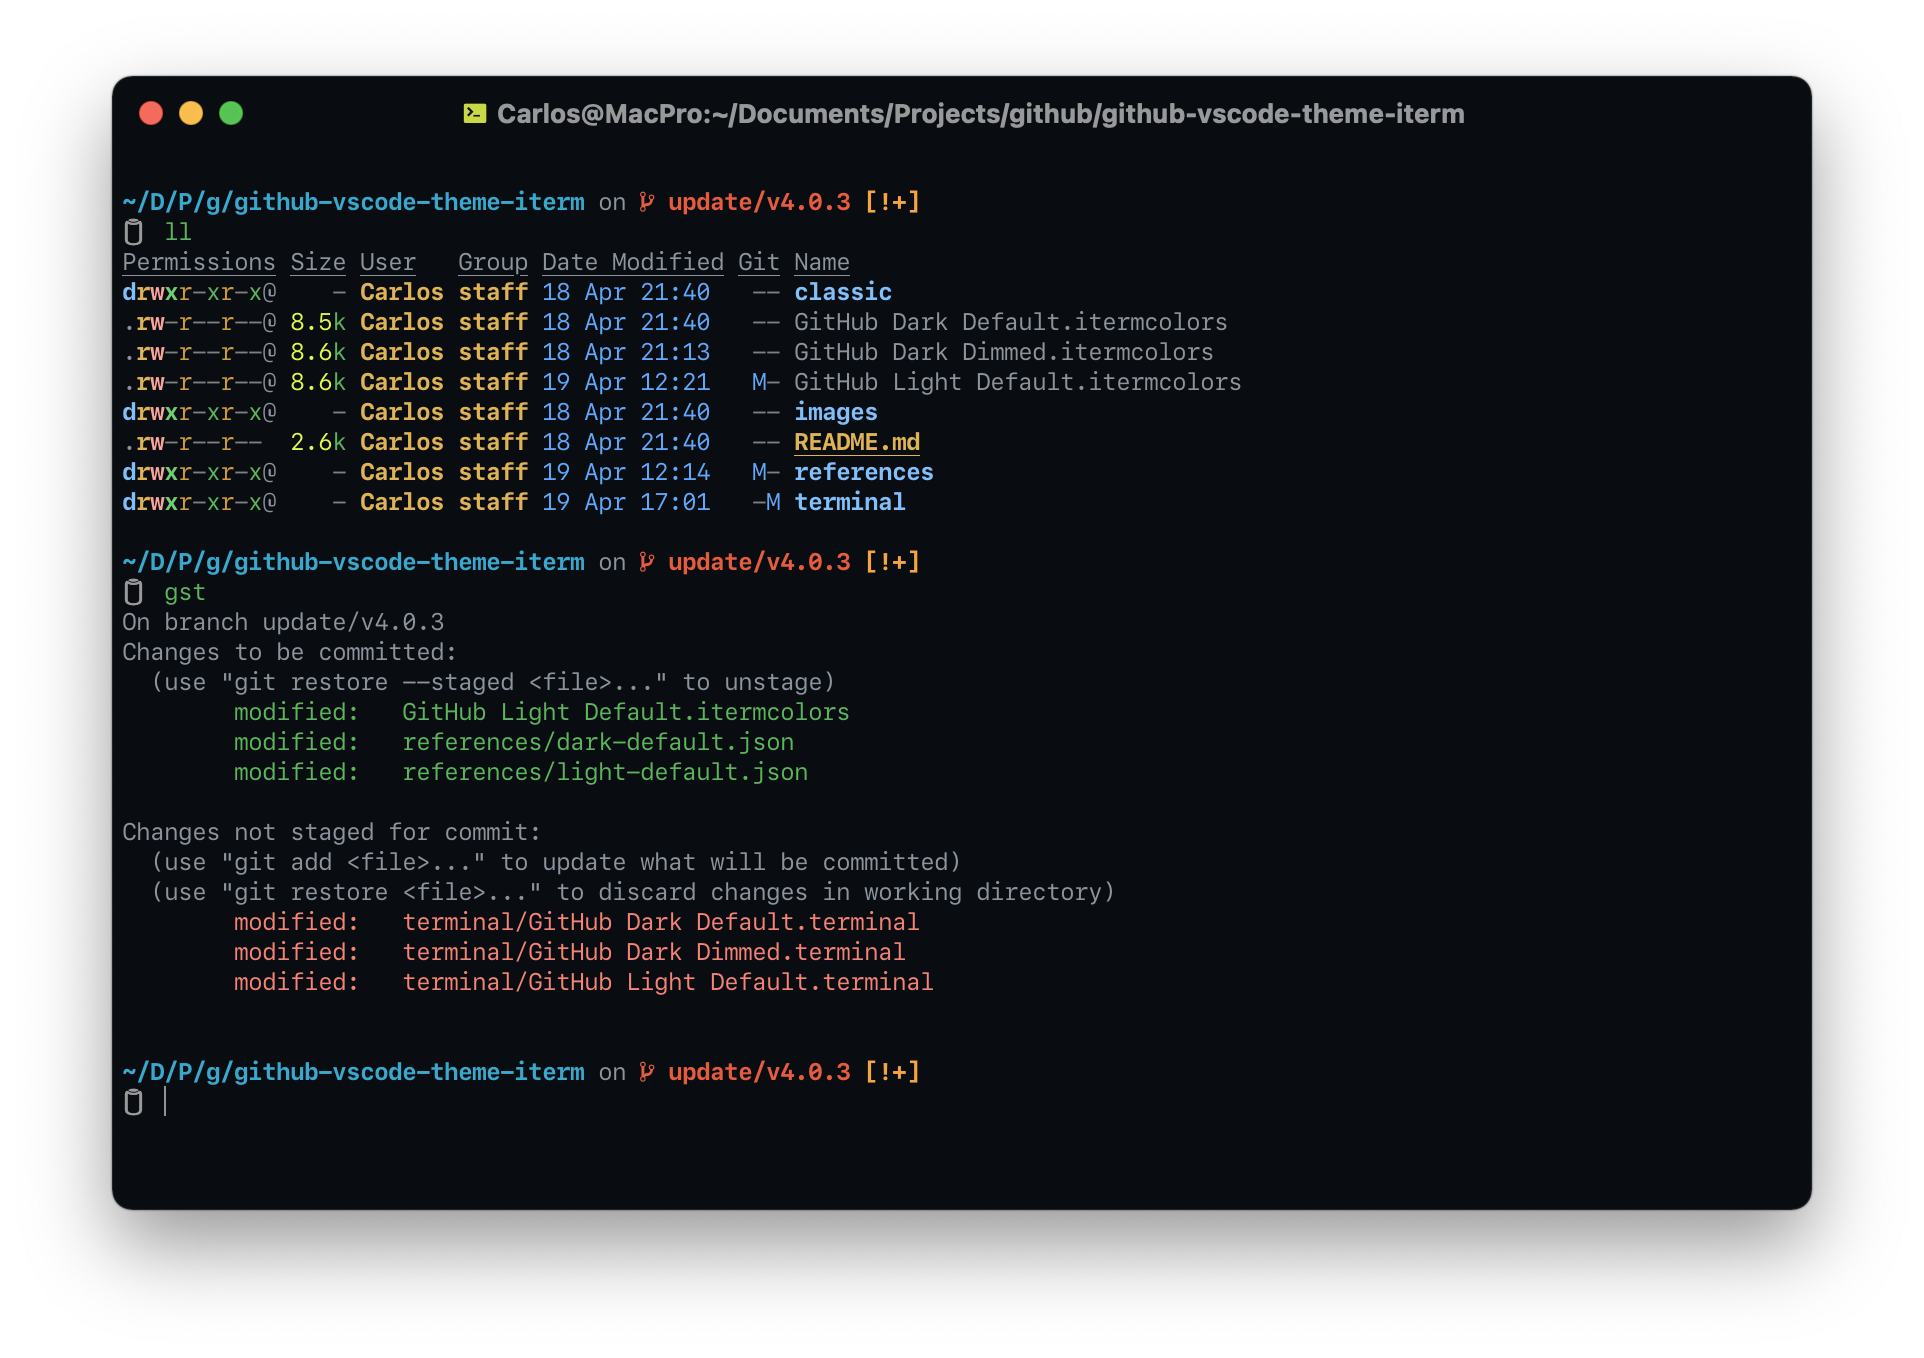 Carlos@MacPro:~/Documents/Projects/github/github-vscode-theme-iterm
~/D/P/g/github-vscode-theme-iterm on update/v4.0.3 [!+]
ll
Permissions Size User   Group Date Modified Git Name
drwxr-xr-x@    - Carlos staff 18 Apr 21:40   -- classic
.rw-r--r--@ 8.5k Carlos staff 18 Apr 21:40   -- GitHub Dark Default.itermcolors
.rw-r--r--@ 8.6k Carlos staff 18 Apr 21:13   -- GitHub Dark Dimmed.itermcolors
.rw-r--r--@ 8.6k Carlos staff 19 Apr 12:21   M- GitHub Light Default.itermcolors
drwxr-xr-x@    - Carlos staff 18 Apr 21:40   -- images
.rw-r--r--  2.6k Carlos staff 18 Apr 21:40   -- README.md
drwxr-xr-x@    - Carlos staff 19 Apr 12:14   M- references
drwxr-xr-x@    - Carlos staff 19 Apr 17:01   -M terminal
~/D/P/g/github-vscode-theme-iterm on update/v4.0.3 [!+]
gst
On branch update/v4.0.3
Changes to be committed:
  (use "git restore --staged <file>..." to unstage)
        modified:   GitHub Light Default.itermcolors
        modified:   references/dark-default.json
        modified:   references/light-default.json
Changes not staged for commit:
  (use "git add <file>..." to update what will be committed)
  (use "git restore <file>..." to discard changes in working directory)
        modified:   terminal/GitHub Dark Default.terminal
        modified:   terminal/GitHub Dark Dimmed.terminal
        modified:   terminal/GitHub Light Default.terminal
~/D/P/g/github-vscode-theme-iterm on update/v4.0.3 [!+]